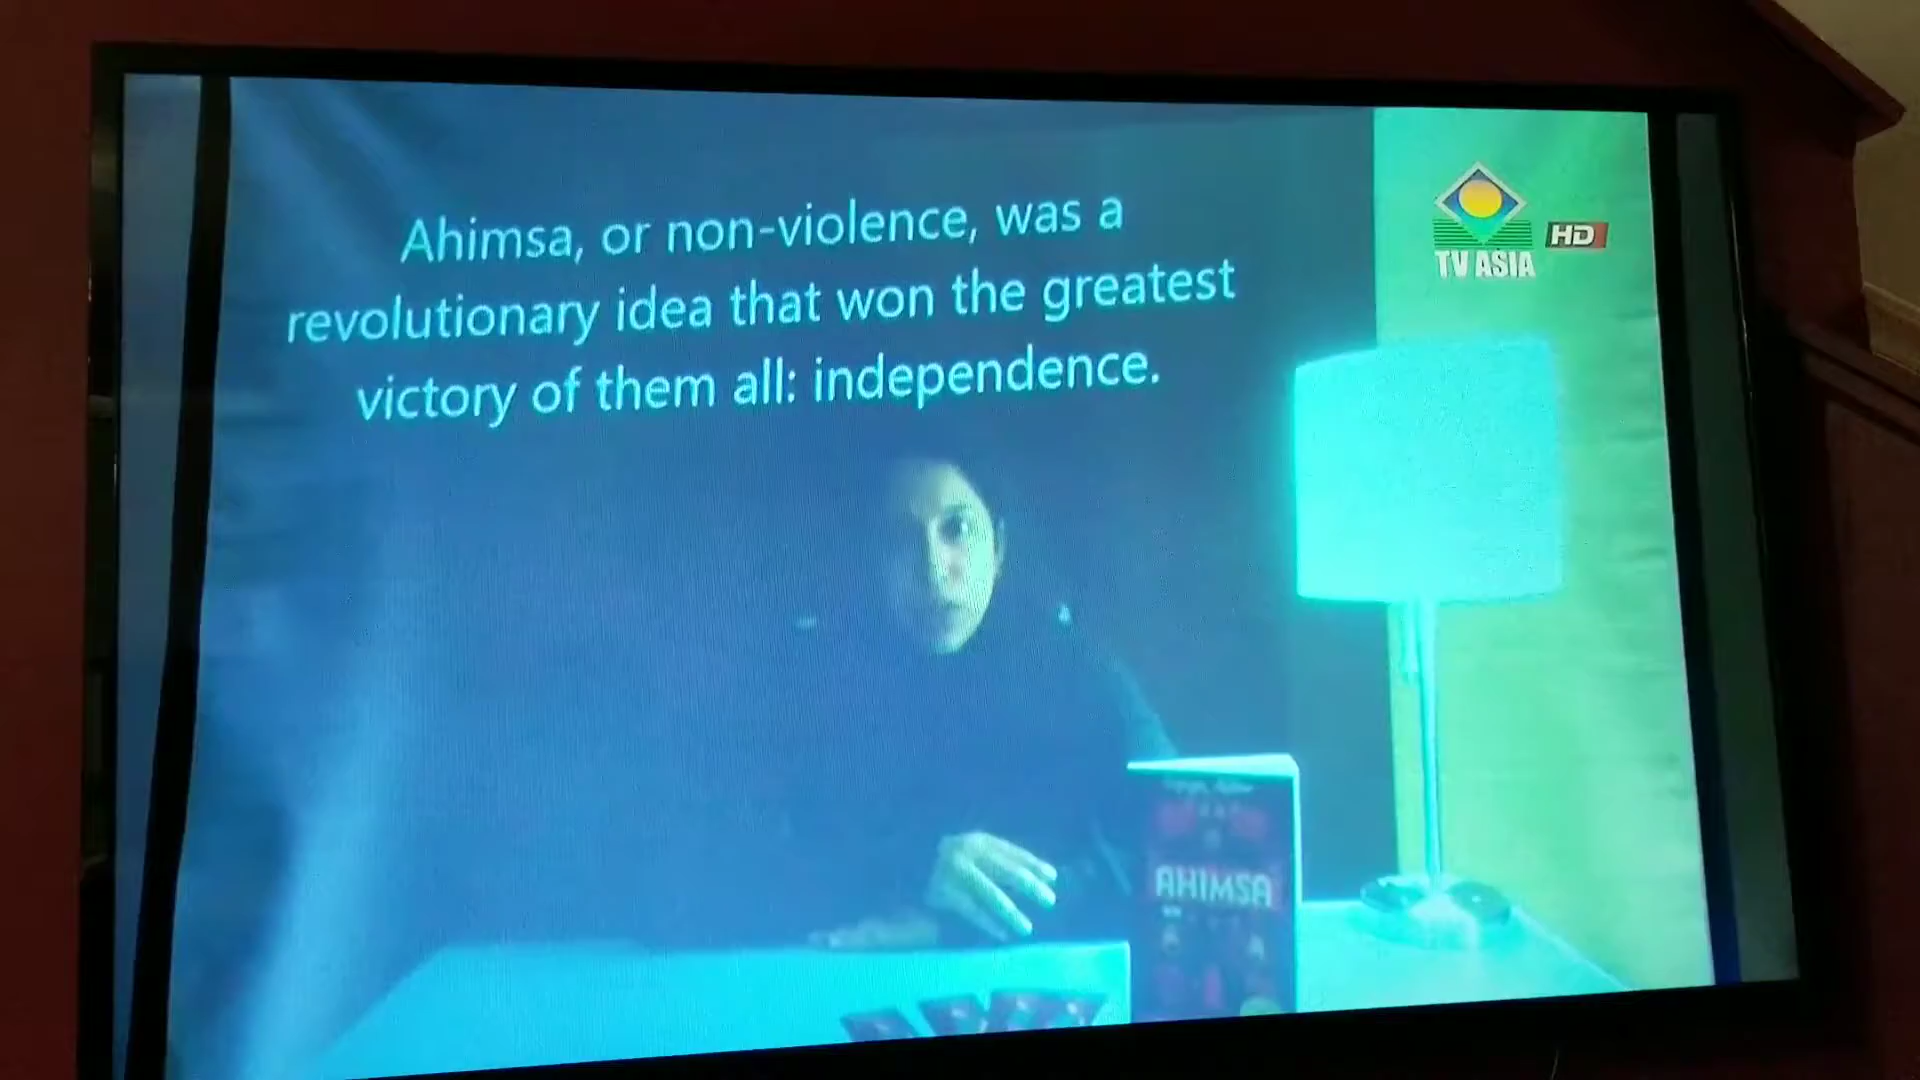 Ahimsa, or non-violence, was a
revolutionary idea that won the greatest
victory of them all: independence.
TV ASIA
HD
AHIMSA